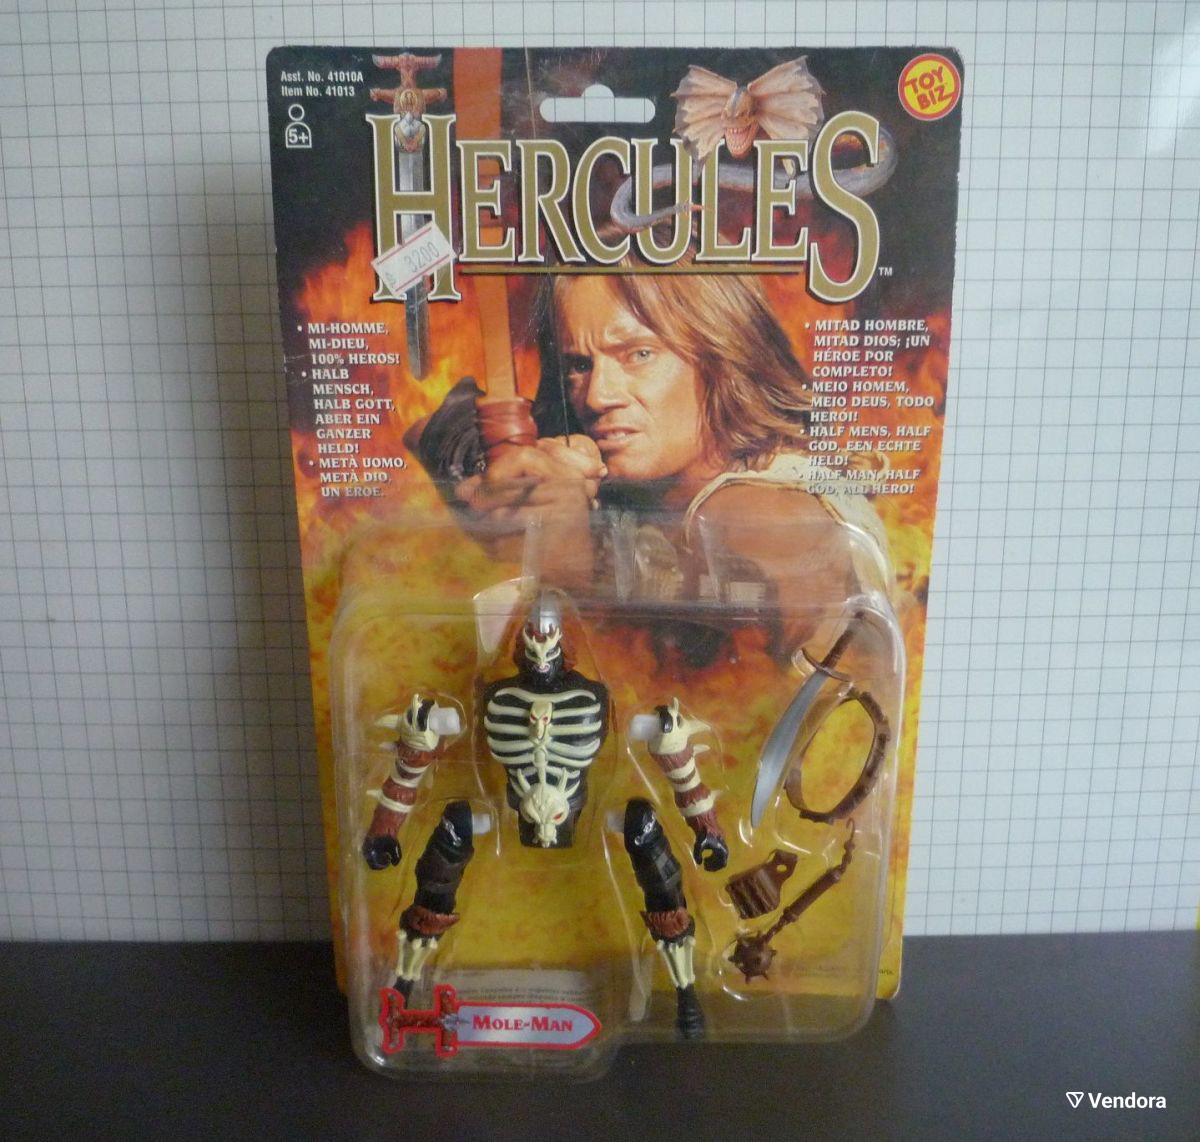 Asst. No. 41010A
Item No. 41013
5+
TOY
BIZ
HERCULES
TM
3200
• MI-HOMME,
MI-DIEU,
100% HEROS!
• HALB
MENSCH,
HALB GOTT,
ABER EIN
GANZER
HELD!
• METÀ UOMO,
METÀ DIO,
UN EROE.
• MITAD HOMBRE,
MITAD DIOS; ¡UN
HÉROE POR
COMPLETO!
• MEIO HOMEM,
MEIO DEUS, TODO
HERÓI!
• HALF MENS, HALF
GOD, EEN ECHTE
HELD!
• HALF MAN, HALF
GOD, ALL HERO!
MOLE-MAN
Vendora